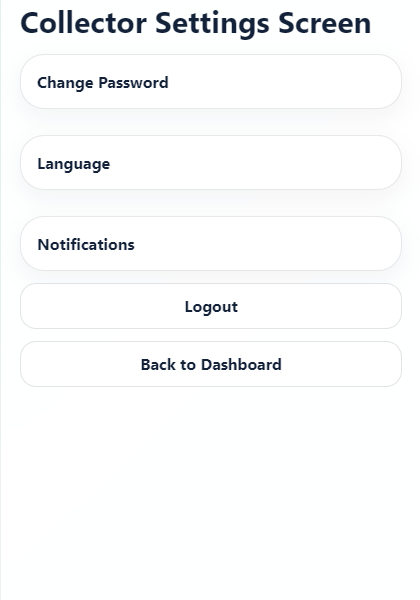 Collector Settings Screen
Change Password
Language
Notifications
Logout
Back to Dashboard